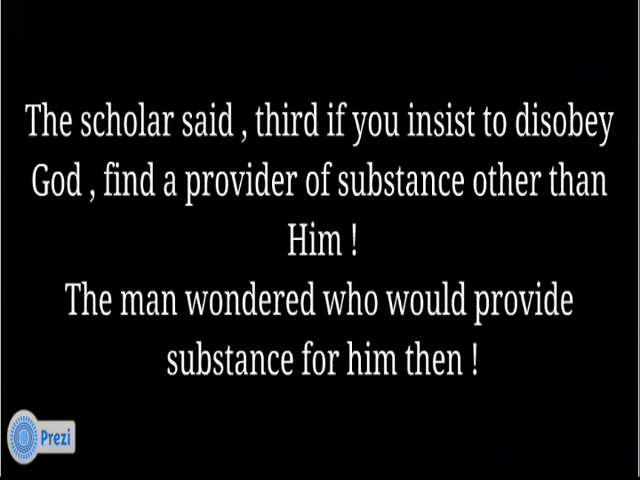 The scholar said , third if you insist to disobey
God , find a provider of substance other than
Him !
The man wondered who would provide
substance for him then !
Prezi